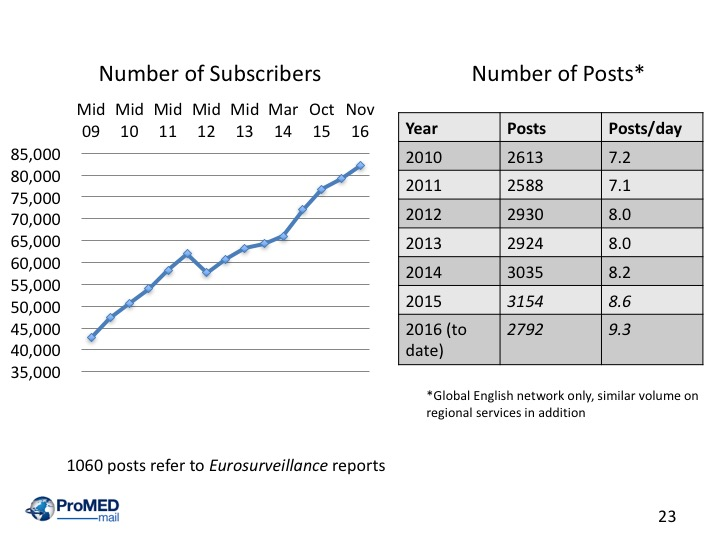 Number of Subscribers
Mid Mid Mid Mid Mid Mar Oct Nov
09 10 11 12 13 14 15 16
85,000
80,000
75,000
70,000
65,000
60,000
55,000
50,000
45,000
40,000
35,000
Number of Posts*
Year Posts Posts/day
2010 2613 7.2
2011 2588 7.1
2012 2930 8.0
2013 2924 8.0
2014 3035 8.2
2015 3154 8.6
2016 (to 2792 9.3
date)
*Global English network only, similar volume on
regional services in addition
1060 posts refer to Eurosurveillance reports
ProMED
mail
23